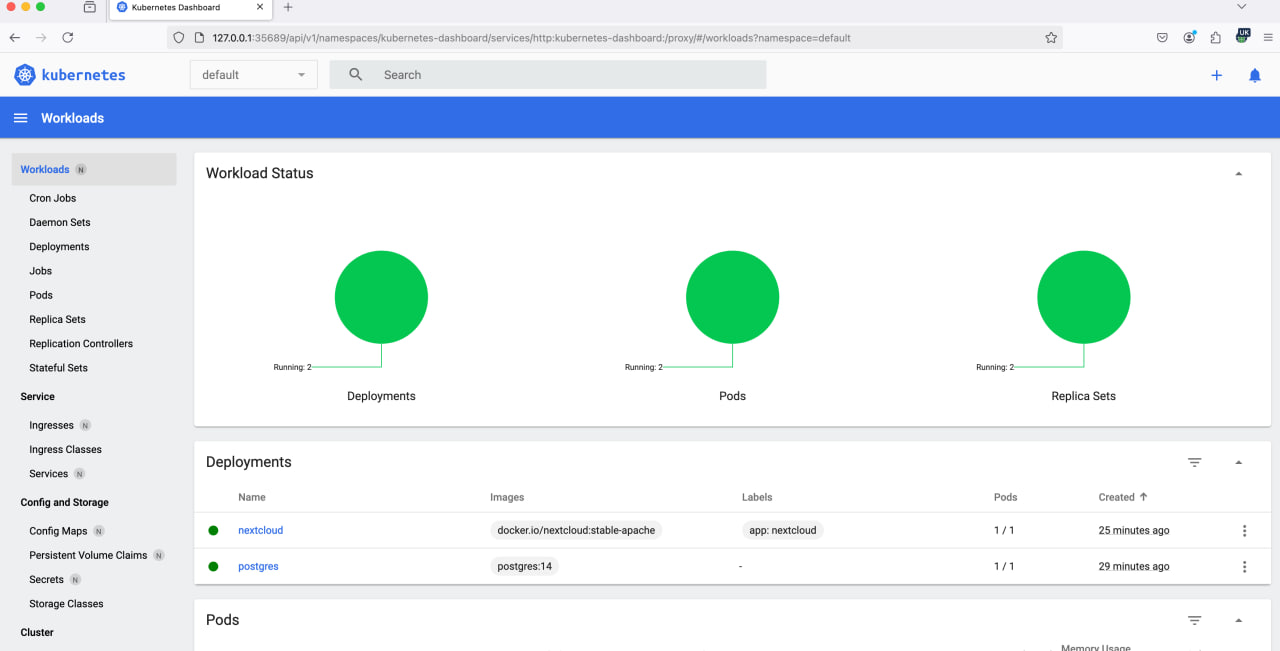 Kubernetes Dashboard
127.0.0.1:35689/api/v1/namespaces/kubernetes-dashboard/services/http:kubernetes-dashboard:/proxy/#/workloads?namespace=default
UK
kubernetes
default
Search
Workloads
Workloads N
Cron Jobs
Daemon Sets
Deployments
Jobs
Pods
Replica Sets
Replication Controllers
Stateful Sets
Service
Ingresses N
Ingress Classes
Services N
Config and Storage
Config Maps N
Persistent Volume Claims N
Secrets N
Storage Classes
Cluster
Workload Status
Running: 2
Deployments
Running: 2
Pods
Running: 2
Replica Sets
Deployments
Name Images Labels Pods Created
nextcloud docker.io/nextcloud:stable-apache app: nextcloud 1 / 1 25 minutes ago
postgres postgres:14 - 1 / 1 29 minutes ago
Pods
Memory Usage